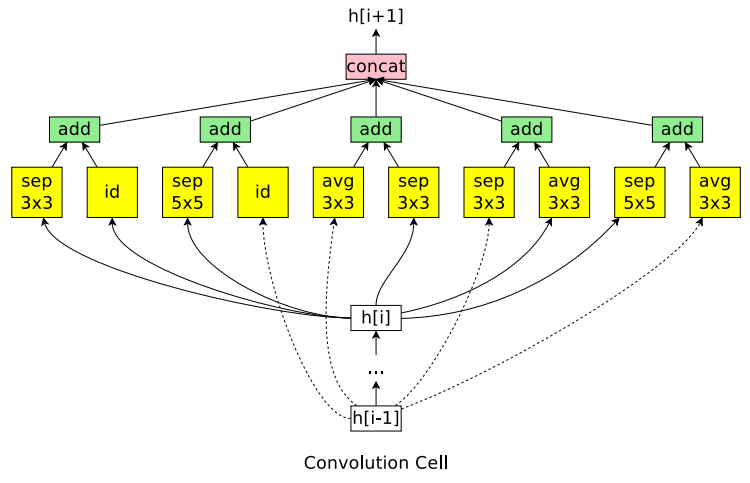 h[i+1]
concat
add add add add add
sep
3x3
id
sep
5x5
id
avg
3x3
sep
3x3
sep
3x3
avg
3x3
sep
5x5
avg
3x3
h[i]
...
h[i-1]
Convolution Cell